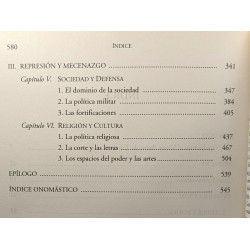 580 ÍNDICE
III. REPRESIÓN Y MECENAZGO 341
Capítulo V. SOCIEDAD Y DEFENSA
1. El dominio de la sociedad 347
2. La política militar 384
3. Las fortificaciones 405
Capítulo VI. RELIGIÓN Y CULTURA
1. La política religiosa 437
2. La corte y las letras 467
3. Los espacios del poder y las artes 504
EPÍLOGO 539
ÍNDICE ONOMÁSTICO 545